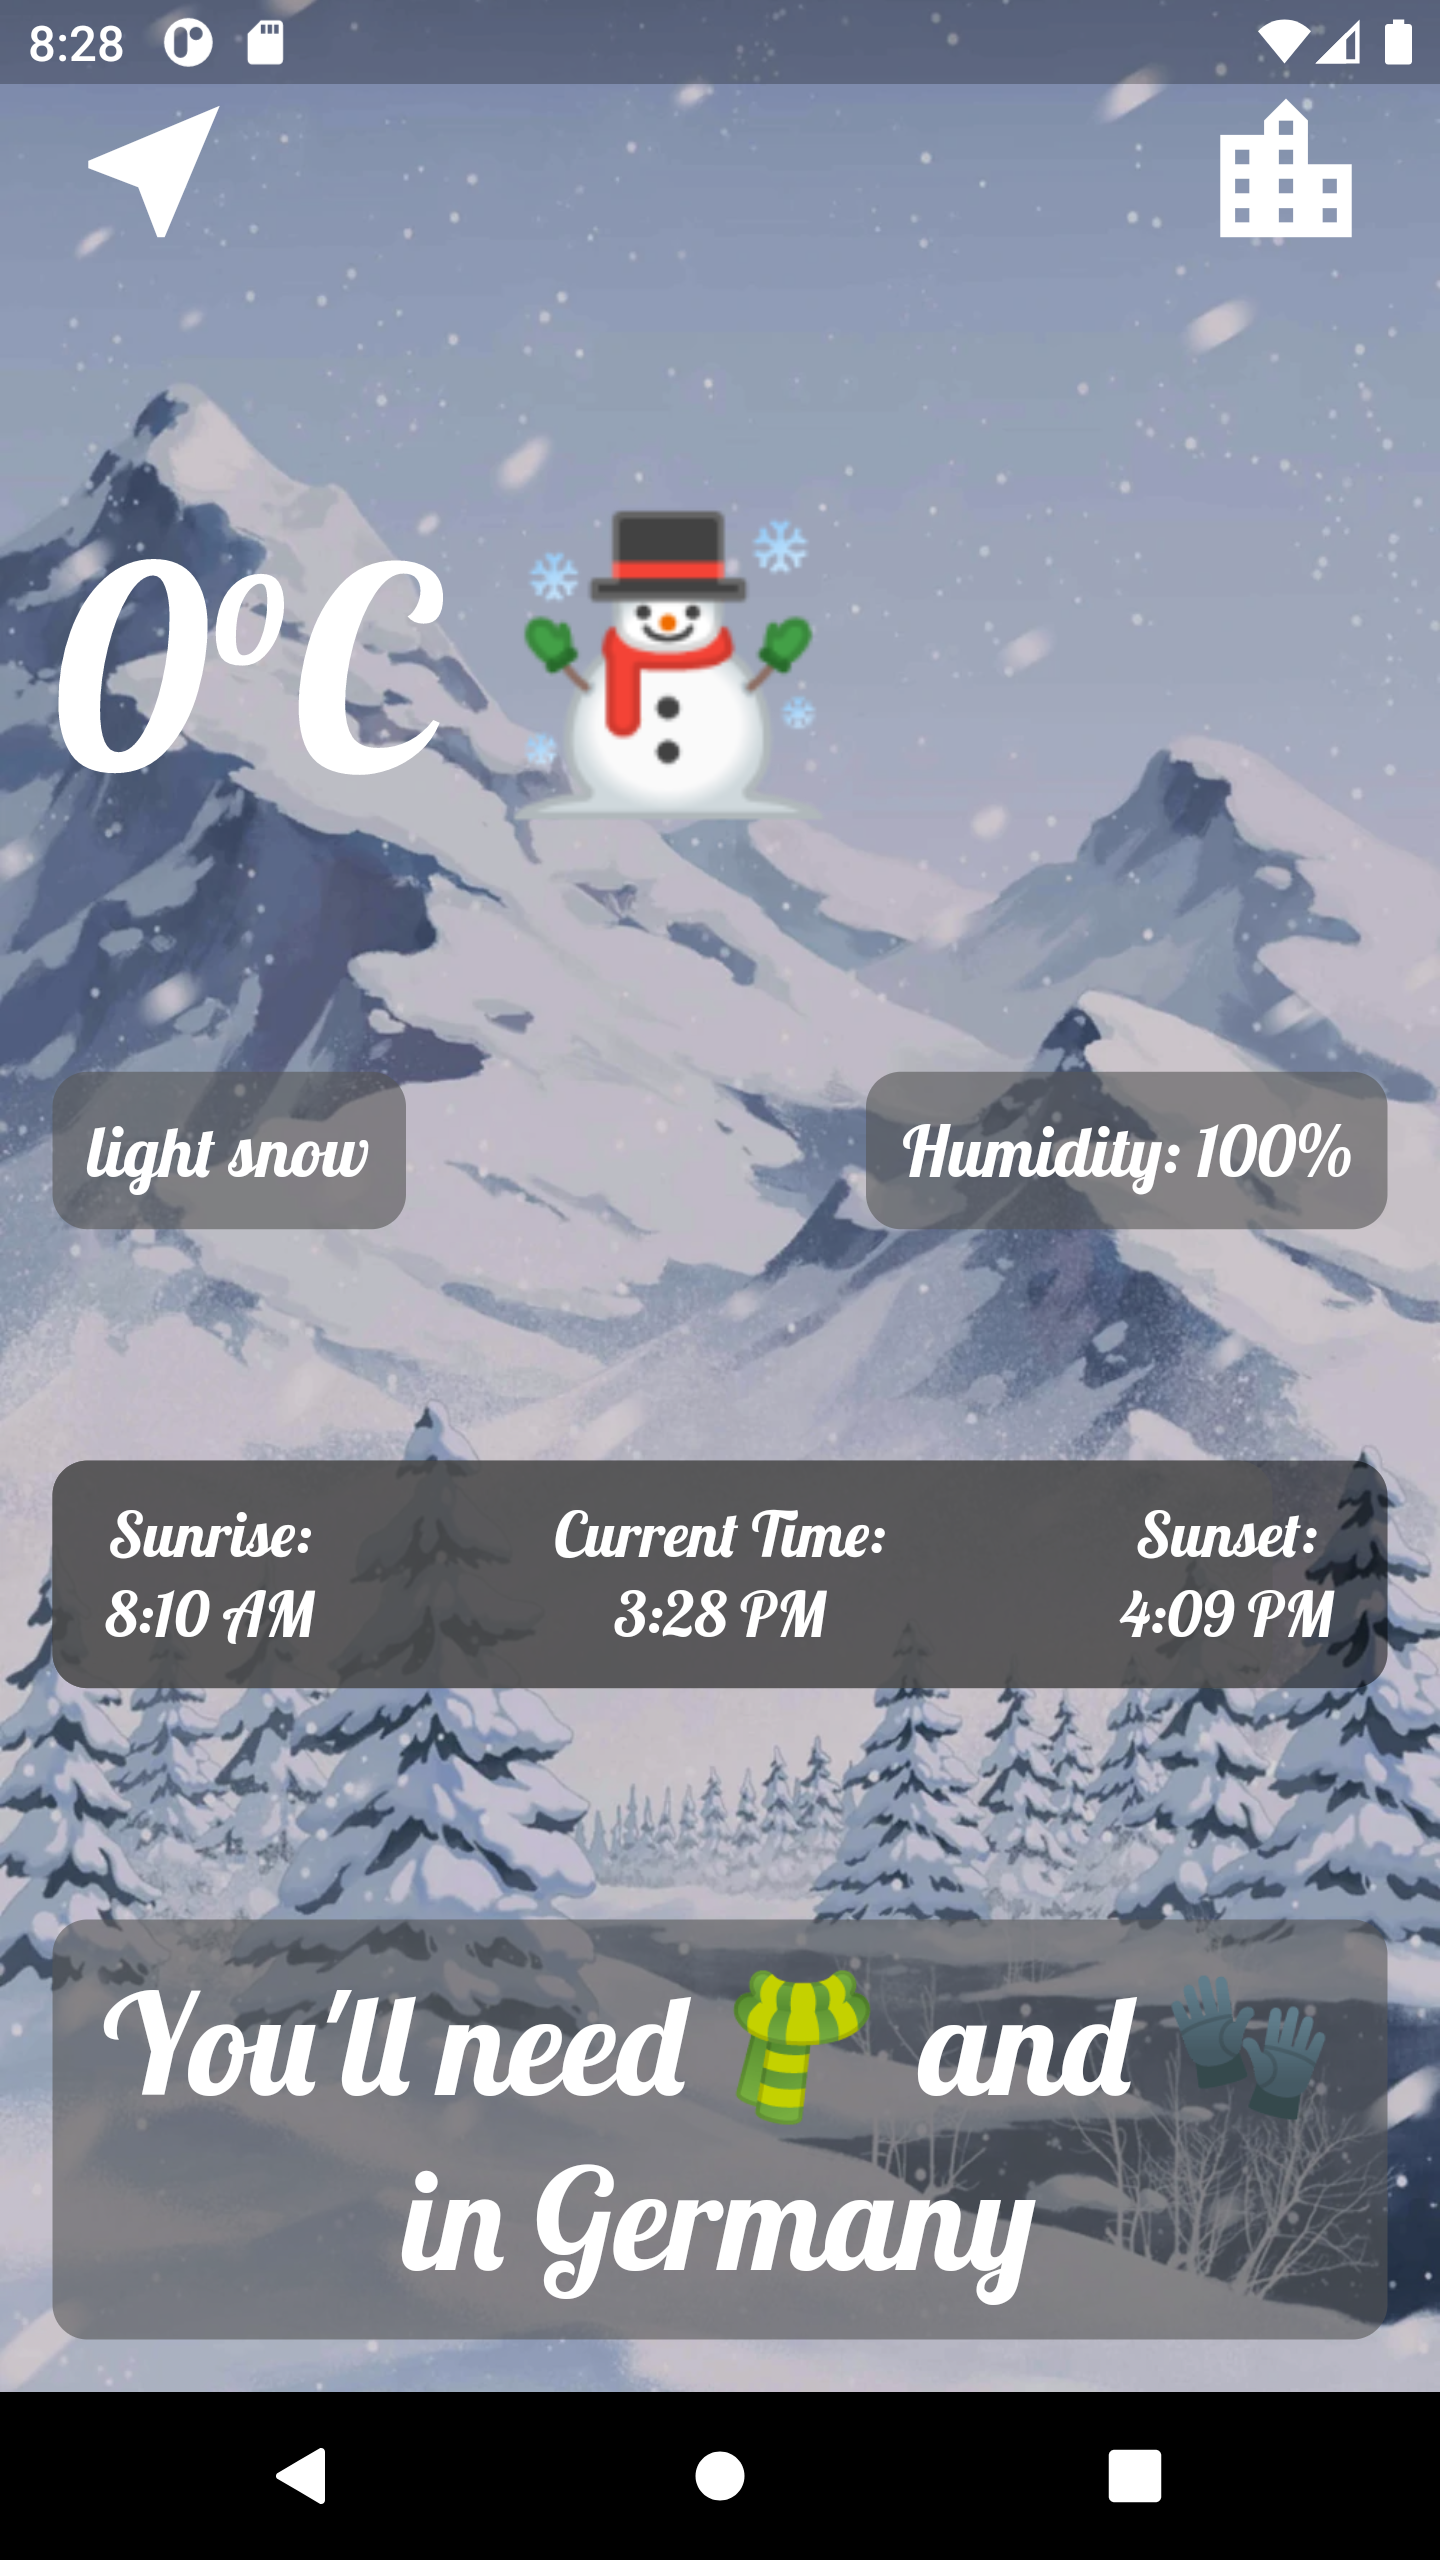 8:28
0°C
light snow
Humidity: 100%
Sunrise:
8:10 AM
Current Time:
3:28 PM
Sunset:
4:09 PM
You'll need 🧣 and 🧤
in Germany